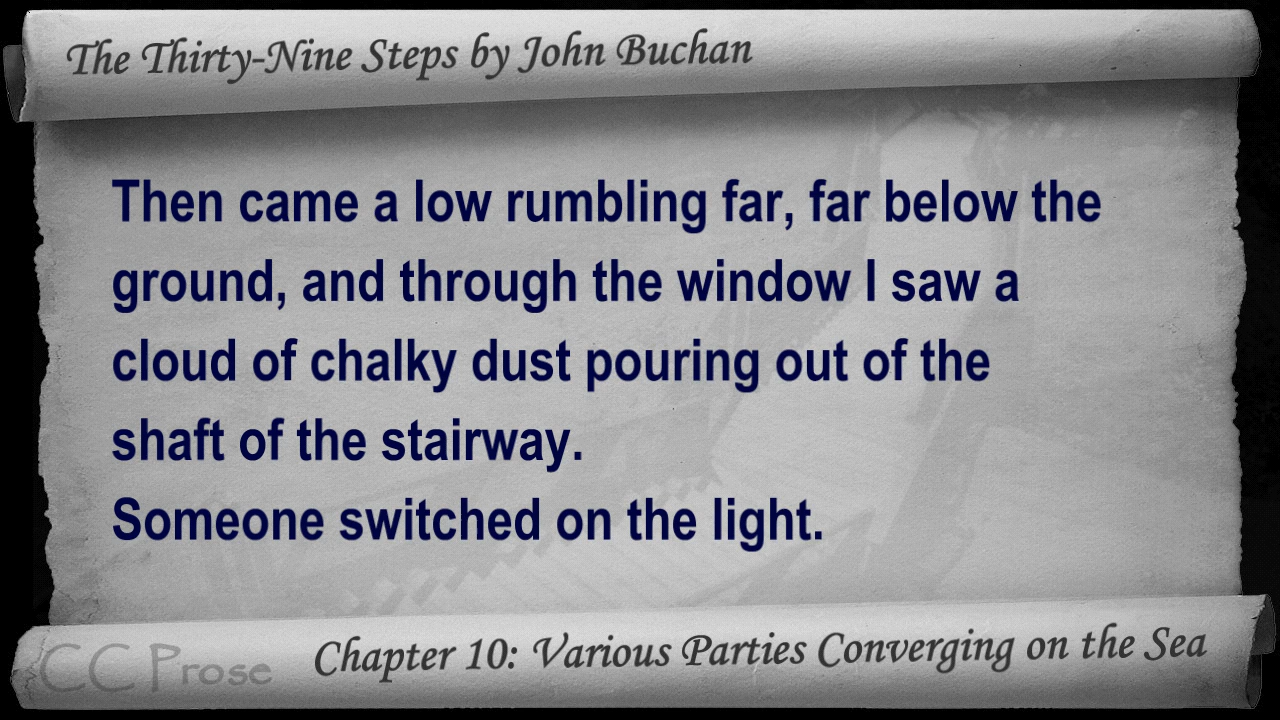 The Thirty-Nine Steps by John Buchan
Then came a low rumbling far, far below the
ground, and through the window I saw a
cloud of chalky dust pouring out of the
shaft of the stairway.
Someone switched on the light.
CC Prose
Chapter 10: Various Parties Converging on the Sea